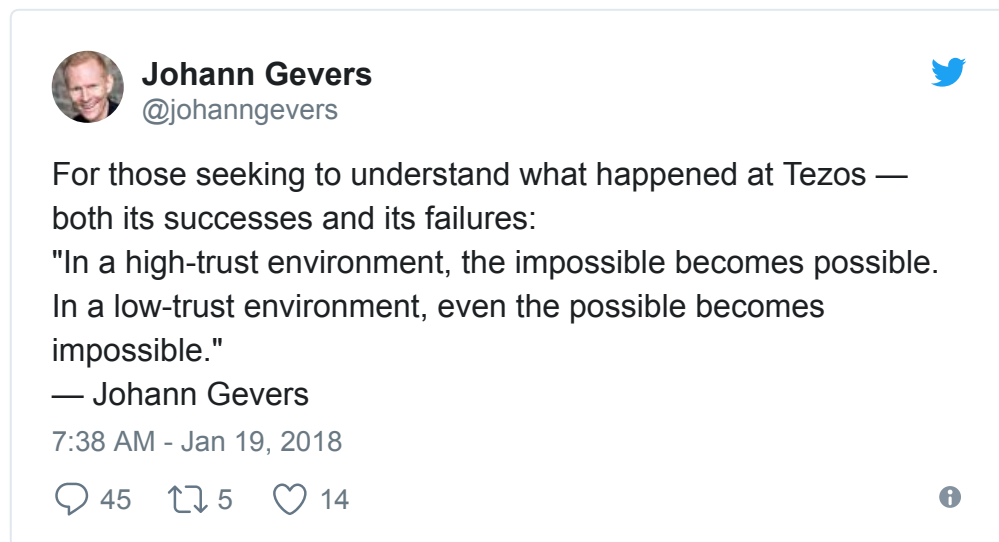 Johann Gevers
@johanngevers
For those seeking to understand what happened at Tezos —
both its successes and its failures:
"In a high-trust environment, the impossible becomes possible.
In a low-trust environment, even the possible becomes
impossible."
— Johann Gevers
7:38 AM - Jan 19, 2018
45 5 14